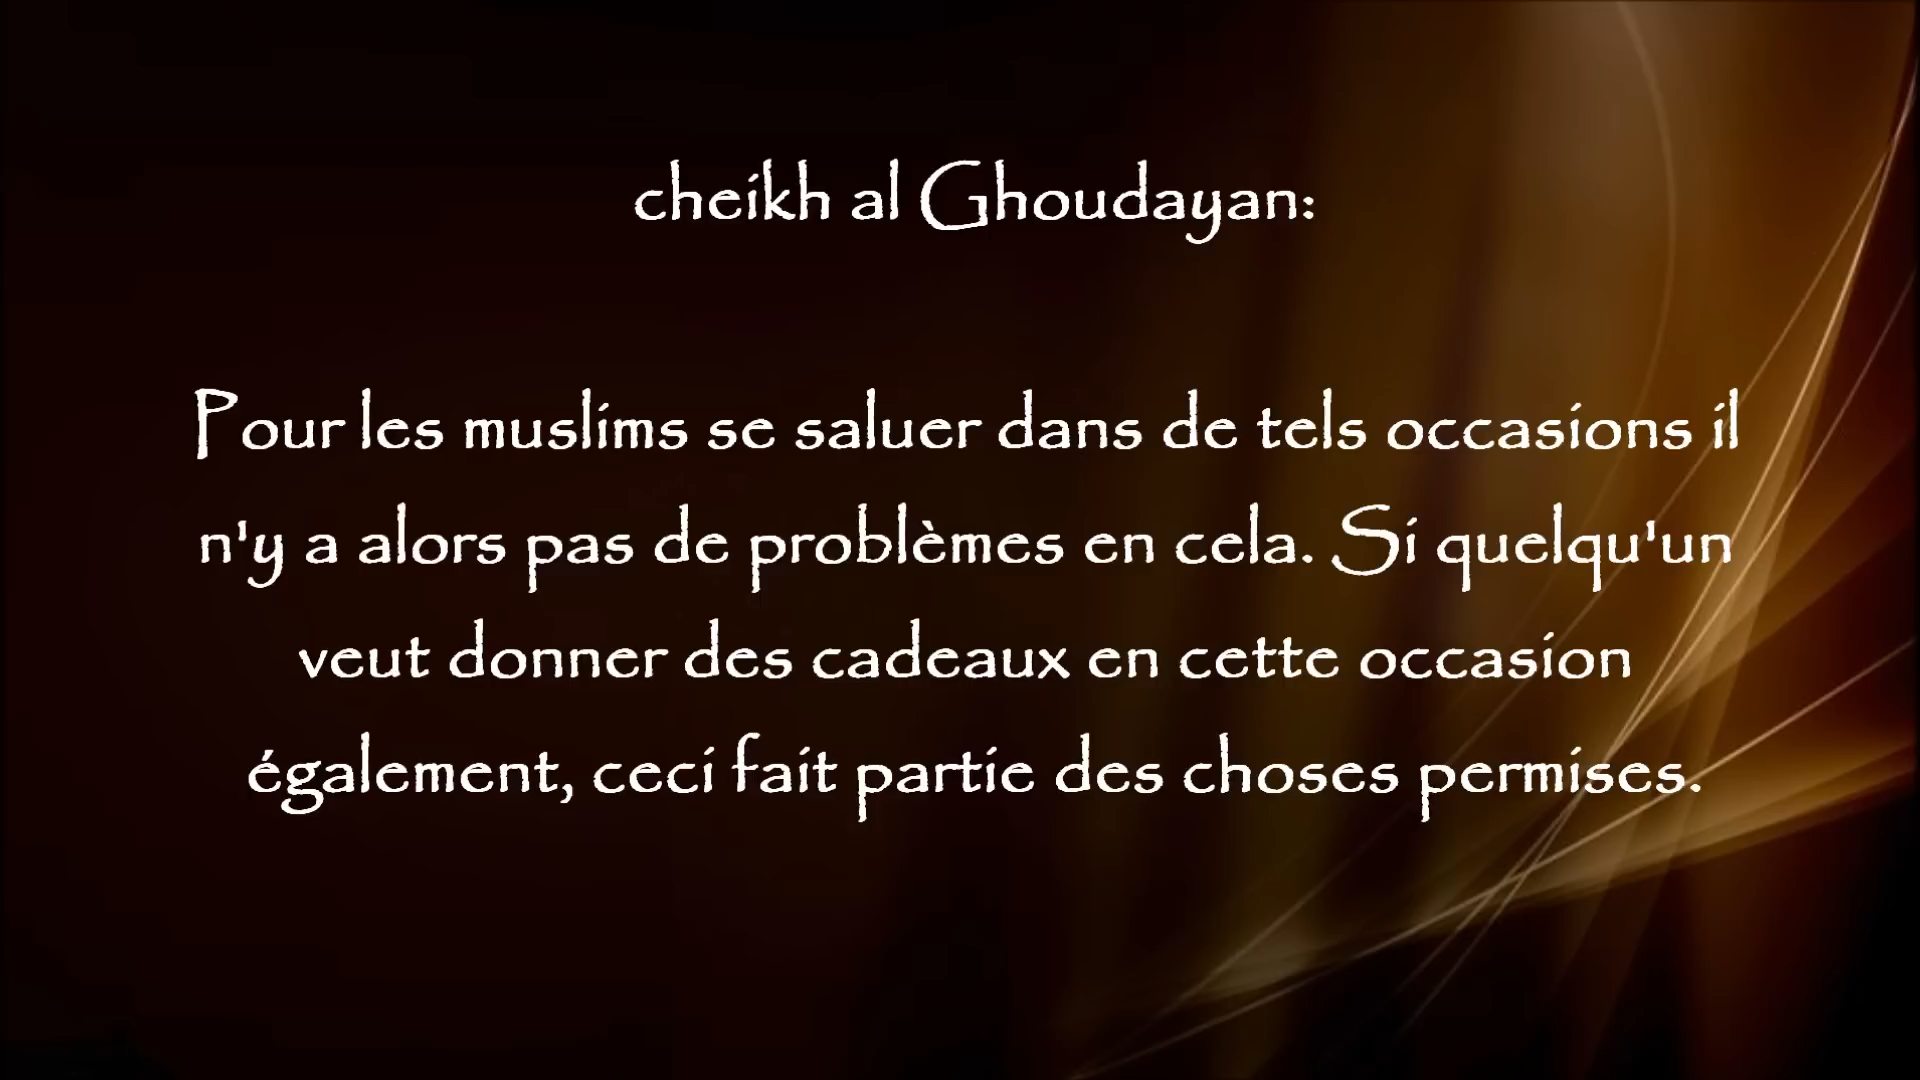 cheikh al Ghoudayan:
Pour les muslims se saluer dans de tels occasions il
n'y a alors pas de problèmes en cela. Si quelqu'un
veut donner des cadeaux en cette occasion
également, ceci fait partie des choses permises.